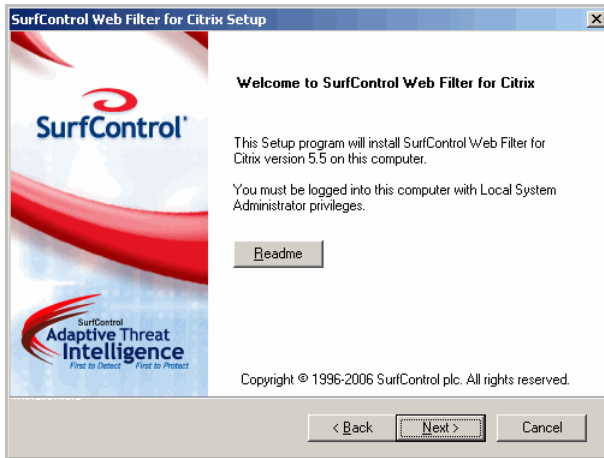 SurfControl Web Filter for Citrix Setup
Welcome to SurfControl Web Filter for Citrix
SurfControl
This Setup program will install SurfControl Web Filter for
Citrix version 5.5 on this computer.
You must be logged into this computer with Local System
Administrator privileges.
Readme
SurfControl
Adaptive Threat
Intelligence
First to Detect First to Protect
Copyright © 1996-2006 SurfControl plc. All rights reserved.
< Back
Next >
Cancel